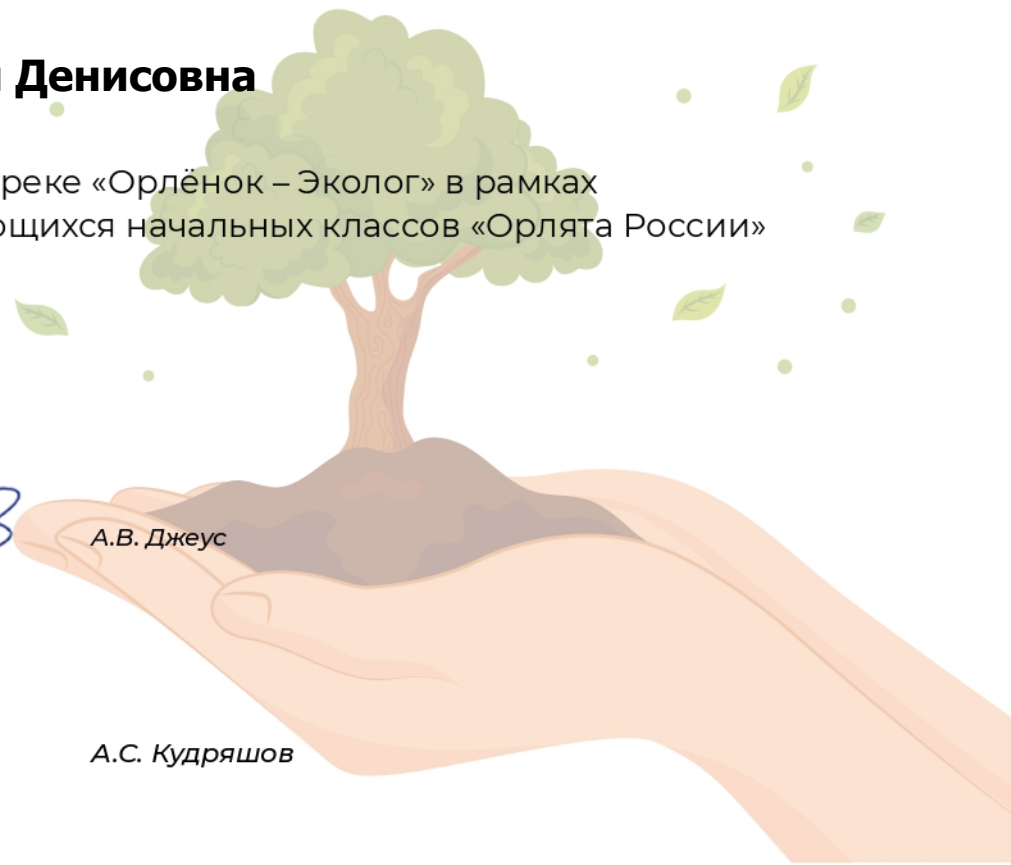 Денисовна
реке «Орлёнок – Эколог» в рамках
ющихся начальных классов «Орлята России»
А.В. Джеус
А.С. Кудряшов